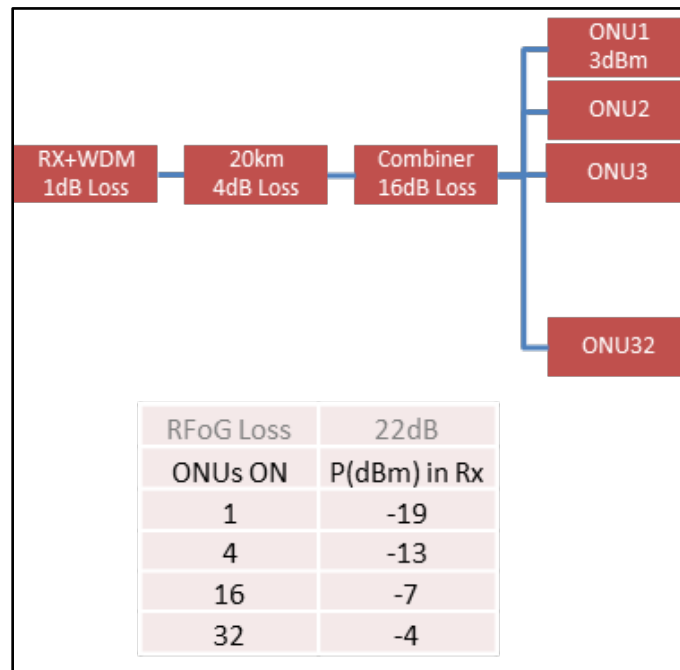 ONU1
3dBm
ONU2
RX+WDM
1dB Loss
20km
4dB Loss
Combiner
16dB Loss
ONU3
ONU32
RFoG Loss 22dB
ONUs ON P(dBm) in Rx
1 -19
4 -13
16 -7
32 -4